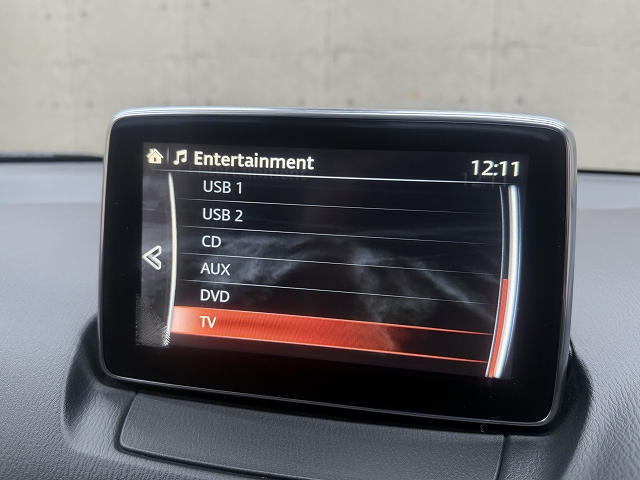 Entertainment 12:11
USB 1
USB 2
CD
AUX
DVD
TV